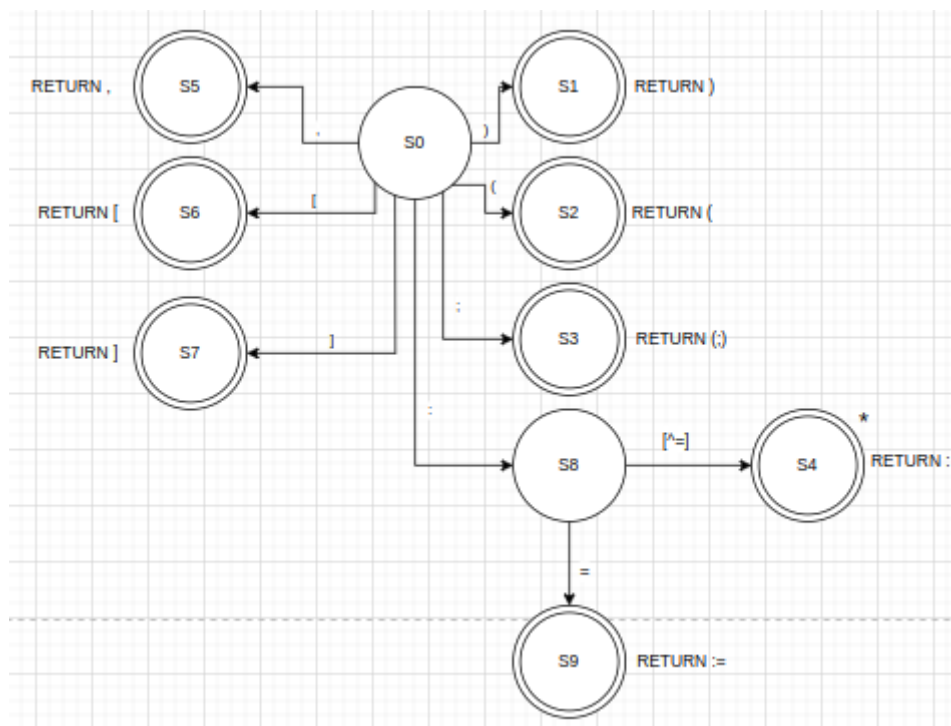 RETURN ,
S5
,
S0
)
S1
RETURN )
RETURN [
S6
[
(
S2
RETURN (
;
S3
RETURN (;)
RETURN ]
S7
]
:
S8
[^=]
S4
*
RETURN :
=
S9
RETURN :=